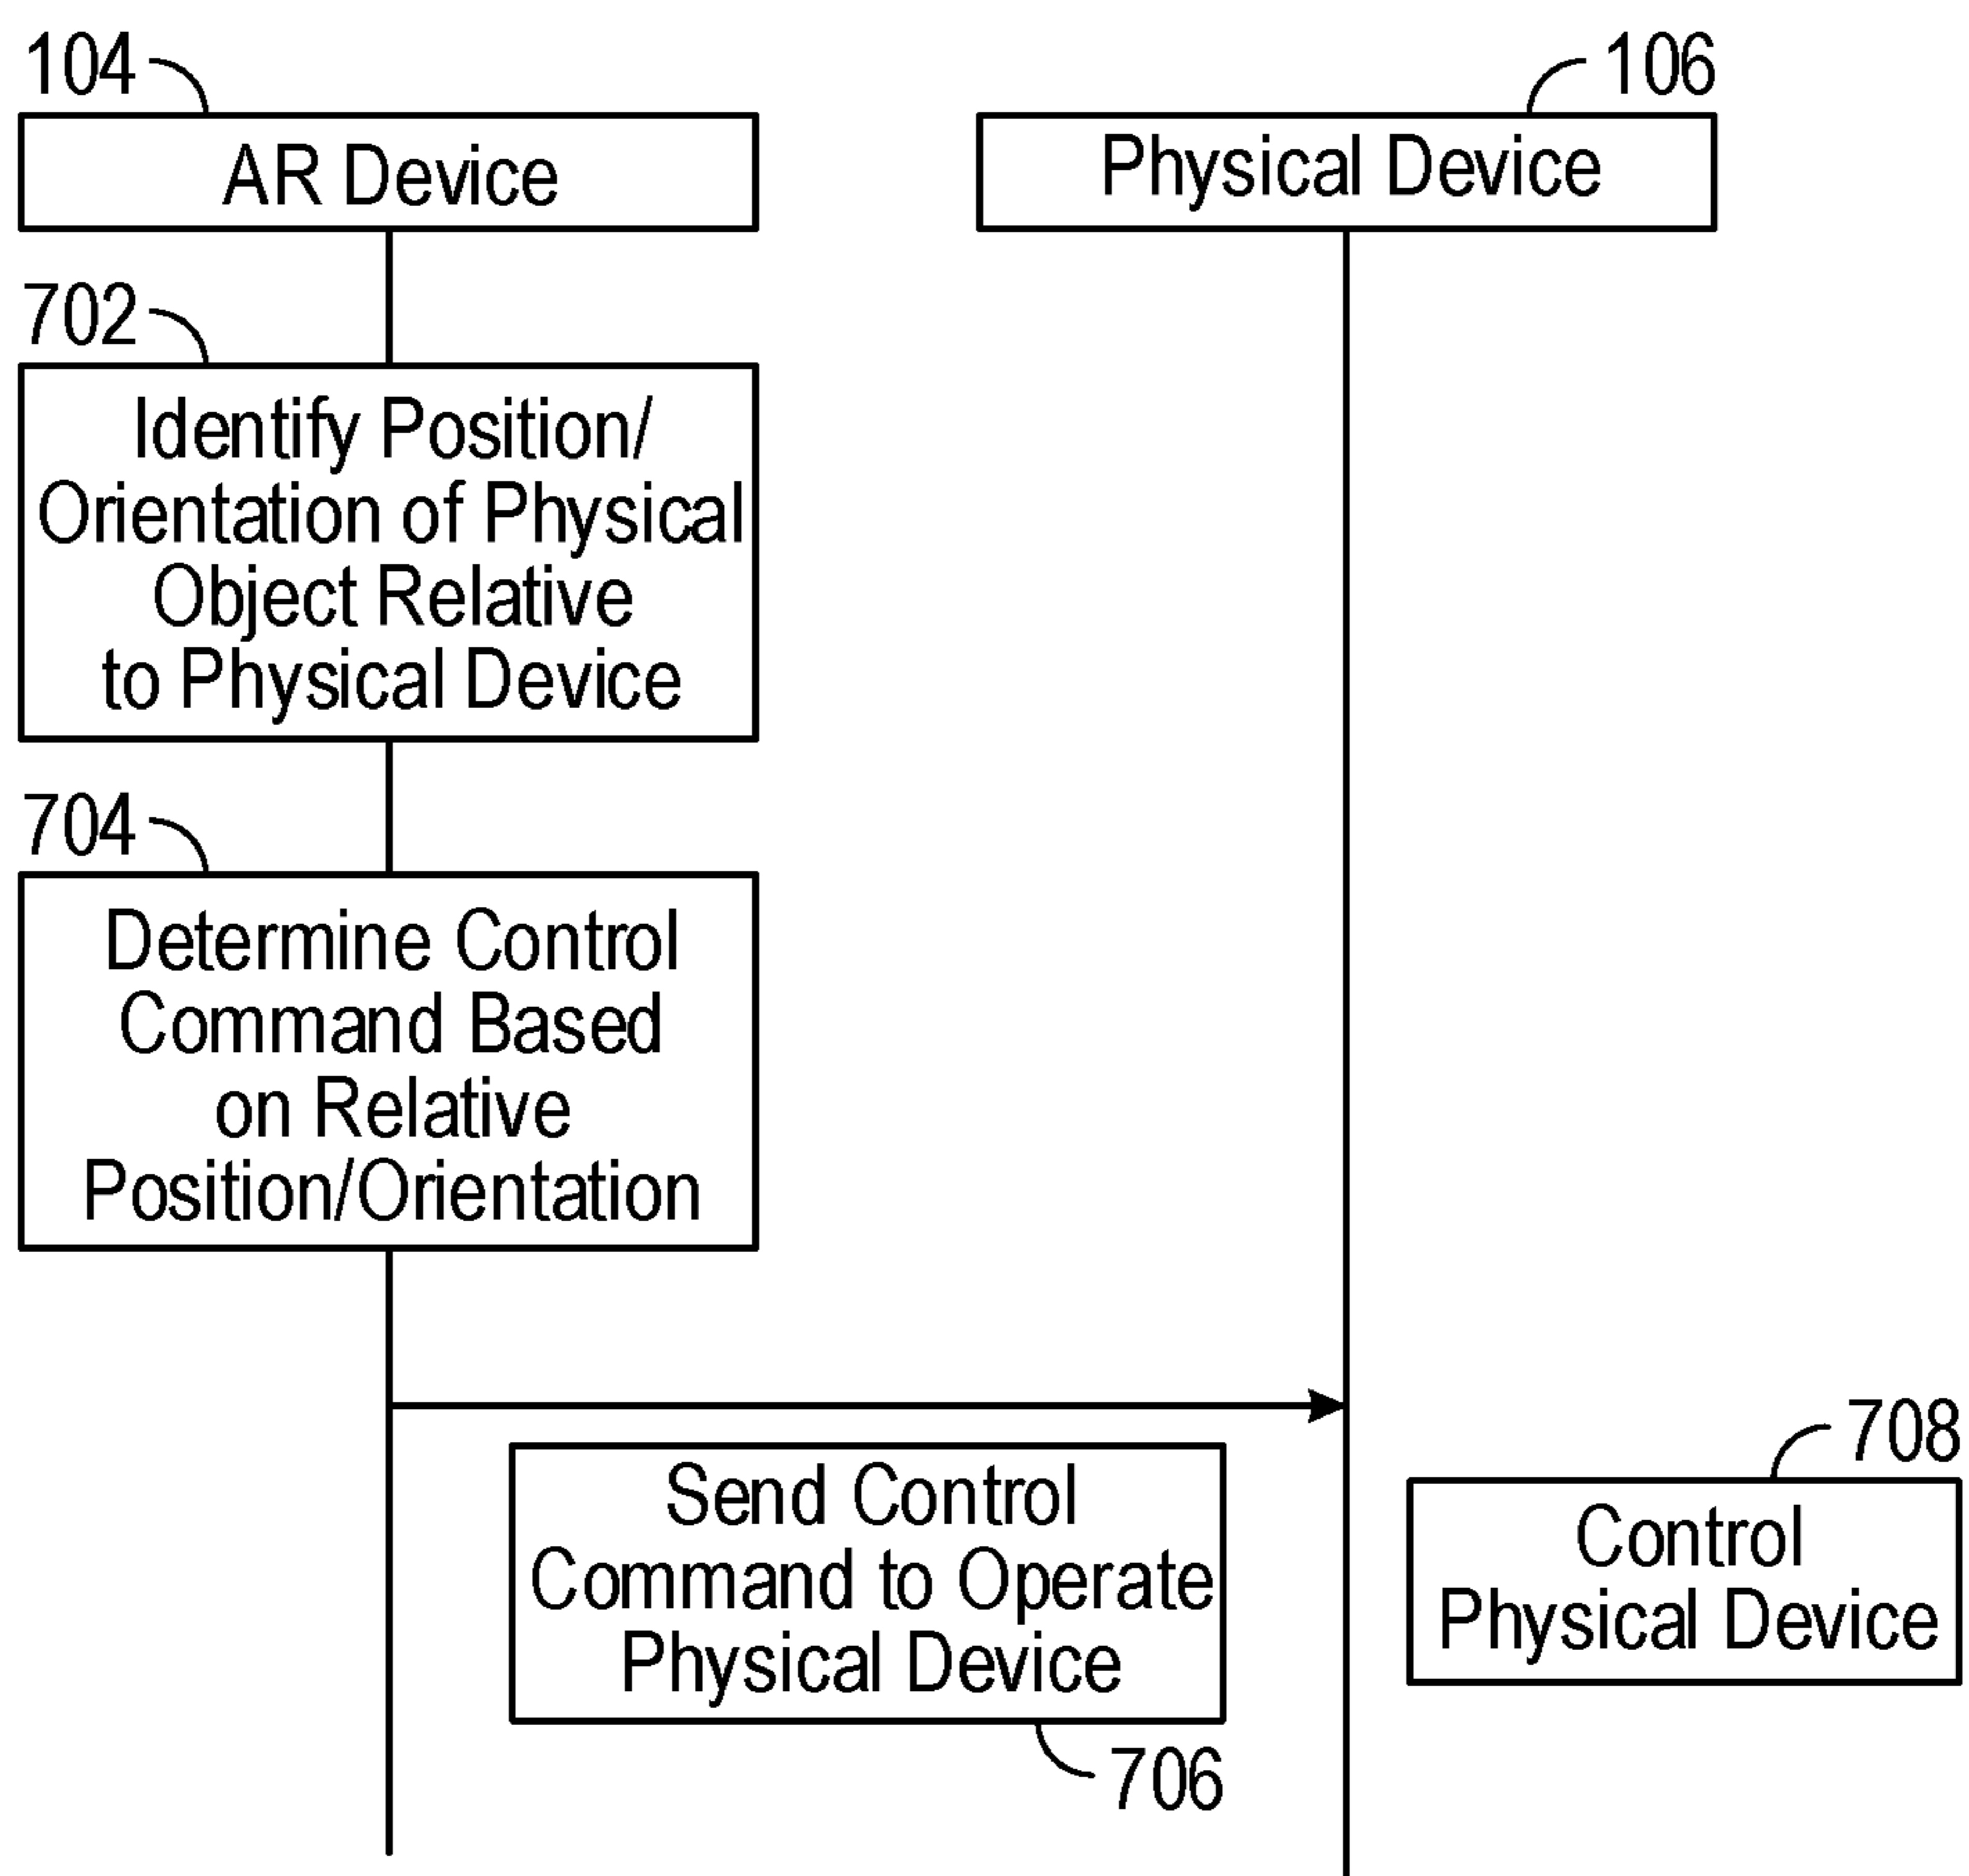 104
106
AR Device
Physical Device
702
Identify Position/
Orientation of Physical
Object Relative
to Physical Device
704
Determine Control
Command Based
on Relative
Position/Orientation
Send Control
Command to Operate
Physical Device
706
708
Control
Physical Device